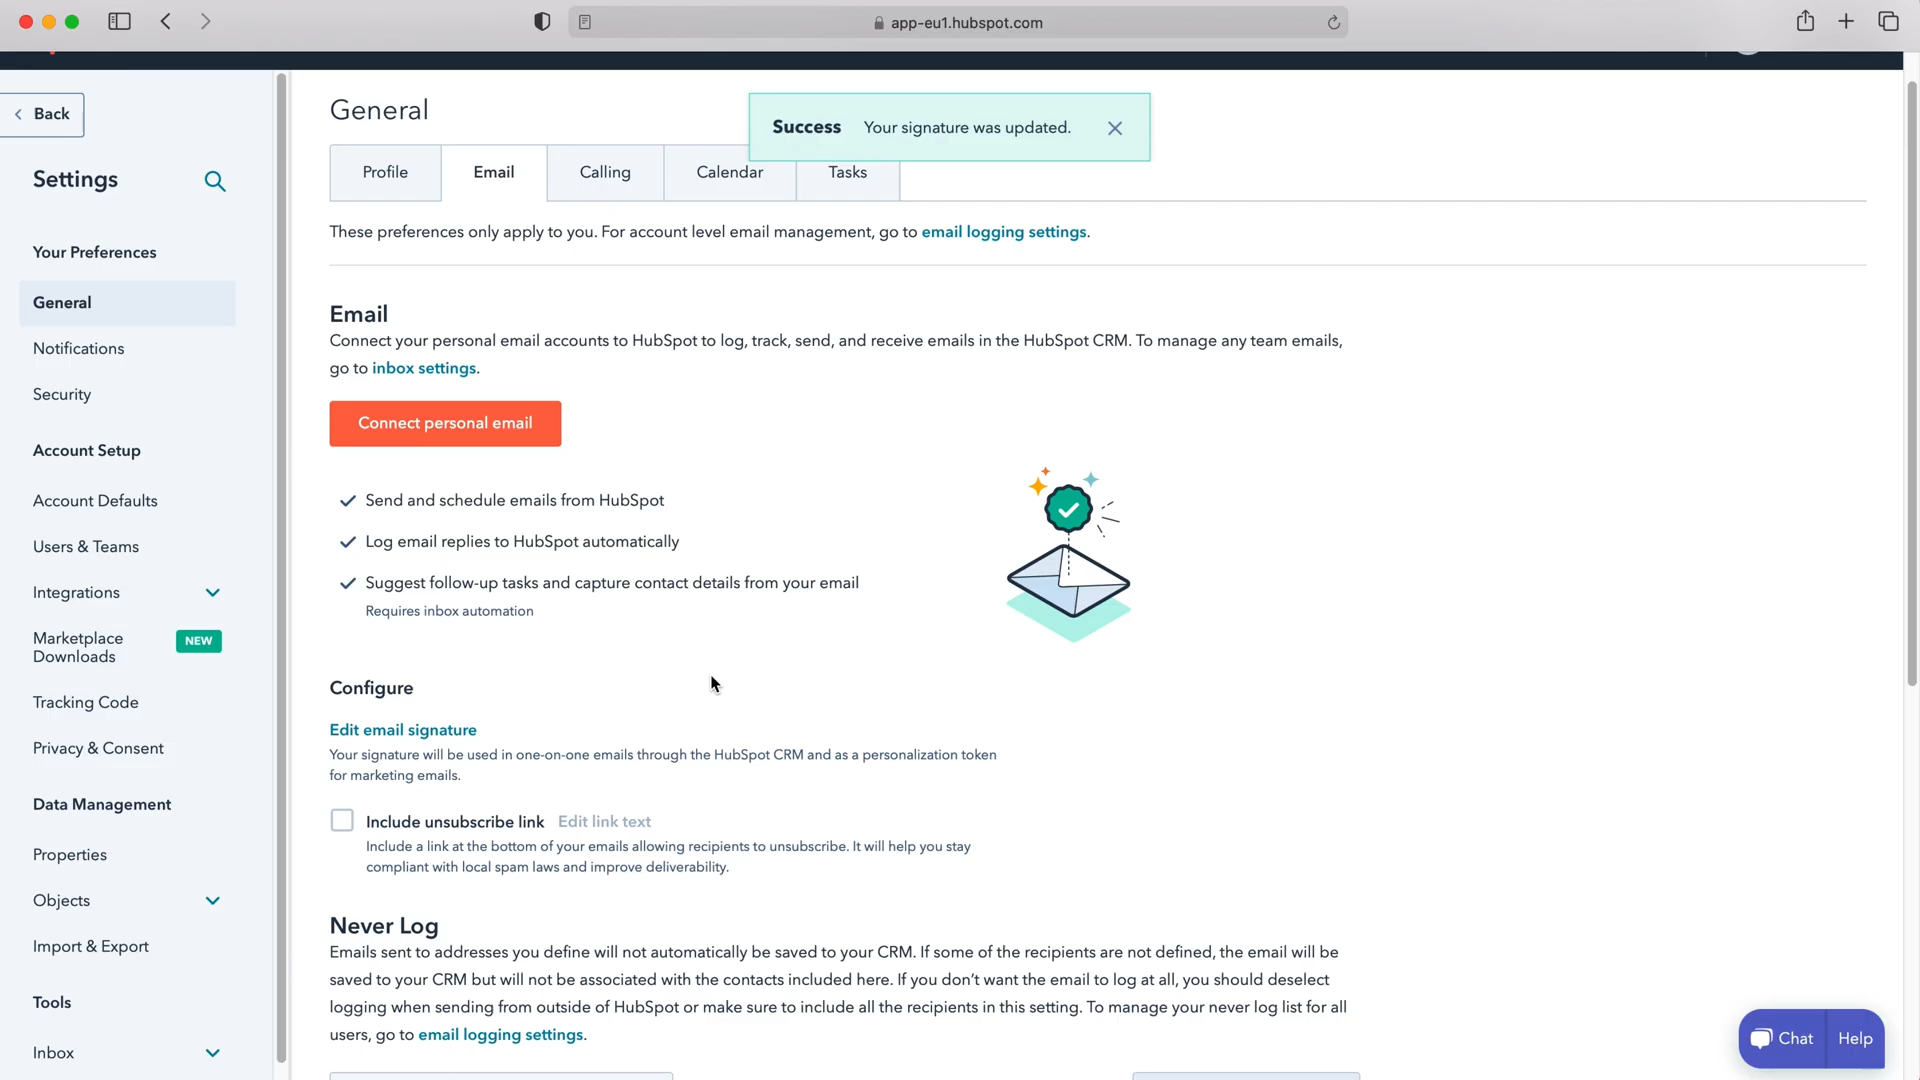 app-eu1.hubspot.com
Back
Settings
Your Preferences
General
Notifications
Security
Account Setup
Account Defaults
Users & Teams
Integrations
Marketplace
Downloads
NEW
Tracking Code
Privacy & Consent
Data Management
Properties
Objects
Import & Export
Tools
Inbox
General
Success Your signature was updated.
Profile
Email
Calling
Calendar
Tasks
These preferences only apply to you. For account level email management, go to email logging settings.
Email
Connect your personal email accounts to HubSpot to log, track, send, and receive emails in the HubSpot CRM. To manage any team emails,
go to inbox settings.
Connect personal email
Send and schedule emails from HubSpot
Log email replies to HubSpot automatically
Suggest follow-up tasks and capture contact details from your email
Requires inbox automation
Configure
Edit email signature
Your signature will be used in one-on-one emails through the HubSpot CRM and as a personalization token
for marketing emails.
Include unsubscribe link Edit link text
Include a link at the bottom of your emails allowing recipients to unsubscribe. It will help you stay
compliant with local spam laws and improve deliverability.
Never Log
Emails sent to addresses you define will not automatically be saved to your CRM. If some of the recipients are not defined, the email will be
saved to your CRM but will not be associated with the contacts included here. If you don't want the email to log at all, you should deselect
logging when sending from outside of HubSpot or make sure to include all the recipients in this setting. To manage your never log list for all
users, go to email logging settings.
Chat
Help